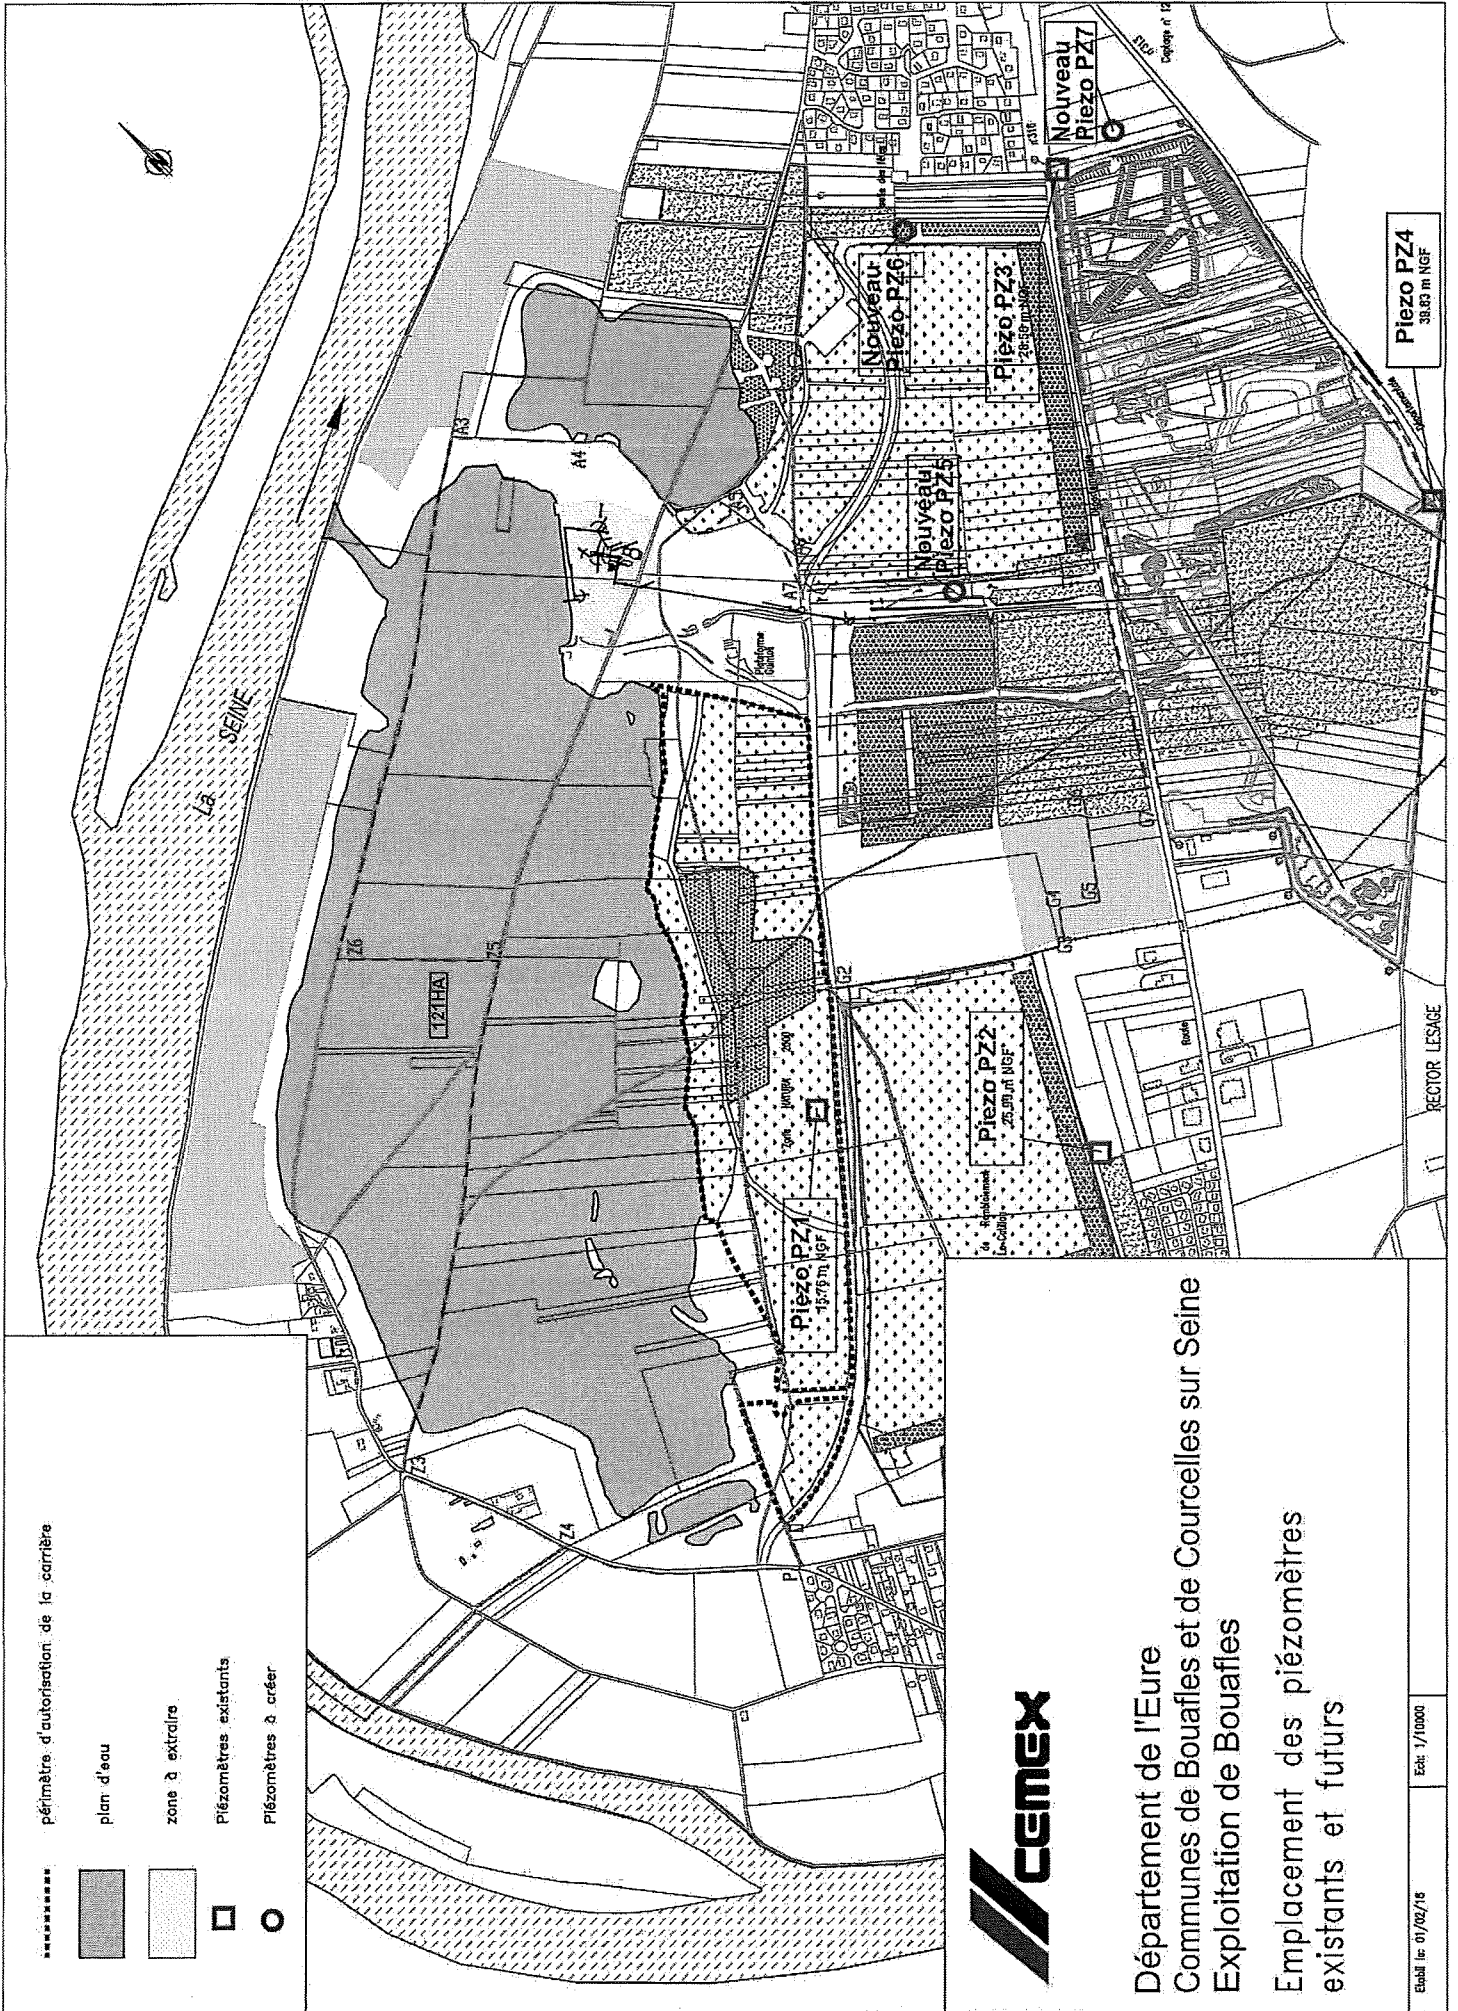 périmètre d'autorisation de la carrière
plan d'eau
zone à extraire
Piézomètres existants
Piézomètres à créer
La SEINE
Z3
Z4
Z5
Z6
121HA
A3
A4
A7
P
G2
G3
G4
G5
G7
Plateforme
Piezo PZ1
15,76 m NGF
Piezo PZ2
Piezo PZ3
Piezo PZ4
39.83 m NGF
Nouveau
Piezo PZ5
Nouveau
Piezo PZ6
Nouveau
Piezo PZ7
RECTOR LESAGE
CEMEX
Département de l'Eure
Communes de Bouafles et de Courcelles sur Seine
Exploitation de Bouafles
Emplacement des piézomètres
existants et futurs
Etabli le: 01/02/16
Ech: 1/10000